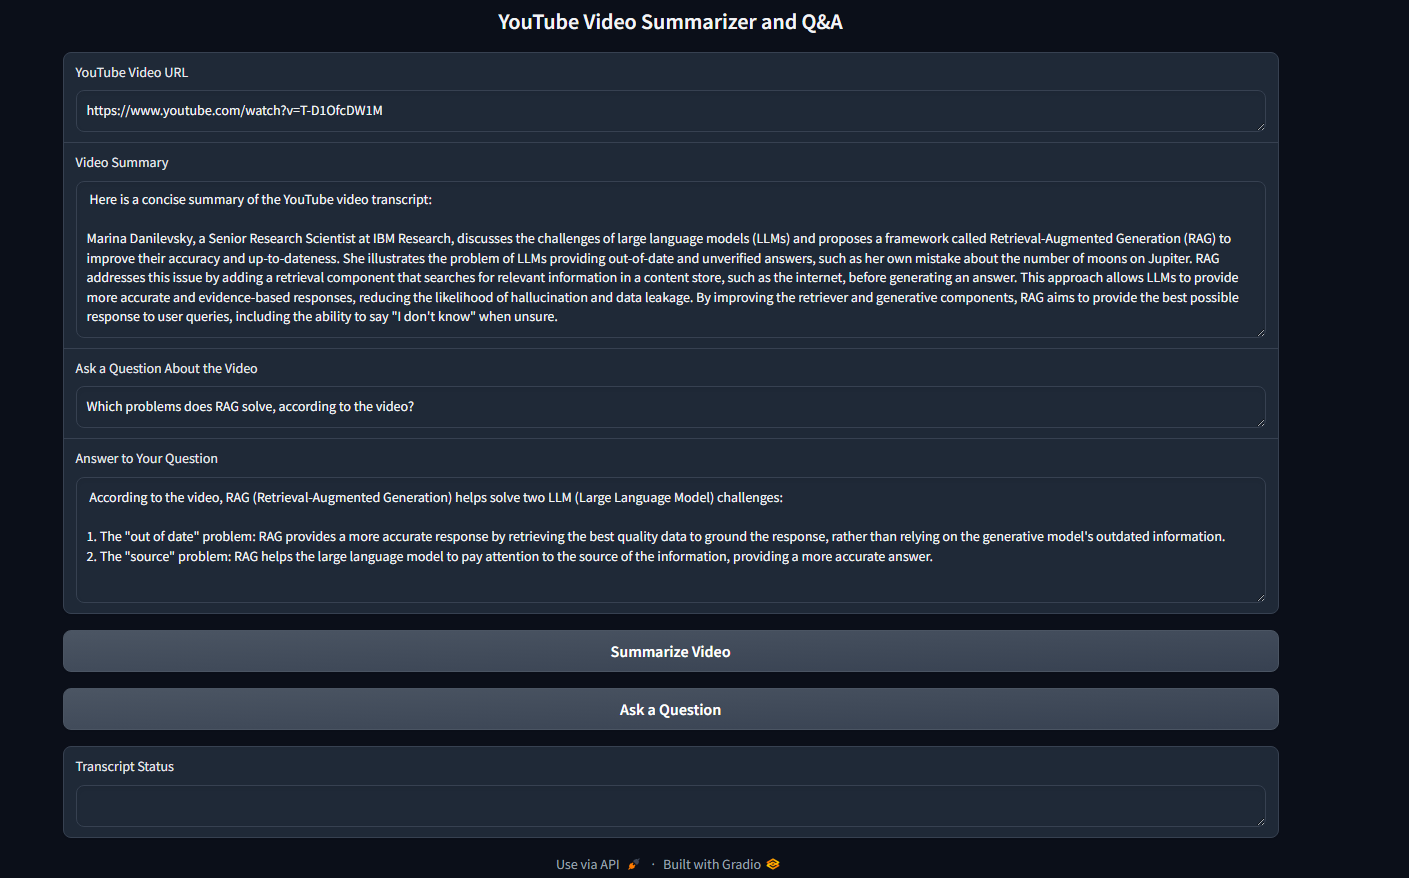 YouTube Video Summarizer and Q&A
YouTube Video URL
https://www.youtube.com/watch?v=T-D1OfcDW1M
Video Summary
Here is a concise summary of the YouTube video transcript:
Marina Danilevsky, a Senior Research Scientist at IBM Research, discusses the challenges of large language models (LLMs) and proposes a framework called Retrieval-Augmented Generation (RAG) to
improve their accuracy and up-to-dateness. She illustrates the problem of LLMs providing out-of-date and unverified answers, such as her own mistake about the number of moons on Jupiter. RAG
addresses this issue by adding a retrieval component that searches for relevant information in a content store, such as the internet, before generating an answer. This approach allows LLMs to provide
more accurate and evidence-based responses, reducing the likelihood of hallucination and data leakage. By improving the retriever and generative components, RAG aims to provide the best possible
response to user queries, including the ability to say "I don't know" when unsure.
Ask a Question About the Video
Which problems does RAG solve, according to the video?
Answer to Your Question
According to the video, RAG (Retrieval-Augmented Generation) helps solve two LLM (Large Language Model) challenges:
1. The "out of date" problem: RAG provides a more accurate response by retrieving the best quality data to ground the response, rather than relying on the generative model's outdated information.
2. The "source" problem: RAG helps the large language model to pay attention to the source of the information, providing a more accurate answer.
Summarize Video
Ask a Question
Transcript Status
Use via API · Built with Gradio